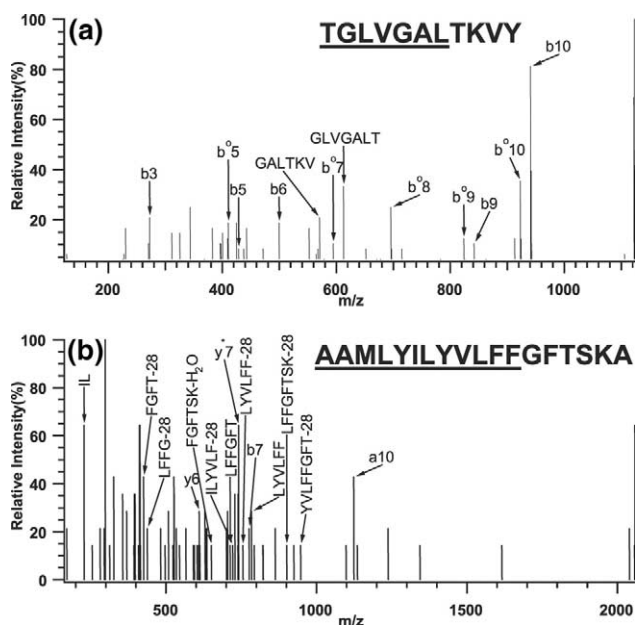 (a)
TGLVGALTKVY
Relative Intensity(%)
100
80
60
40
20
b3
b°5
b5
b6
GALTKV
b°7
GLVGALT
b°8
b°9
b9
b°10
b10
200
400
600
800
1000
m/z
(b)
AAMLYILYVLFFGFTSKA
Relative Intensity(%)
100
80
60
40
20
0
IL
FGFT-28
LFFG-28
y6
FGFTSK-H2O
ILYVLF-28
LFFGFT
y*7
LYVLFF-28
b7
LYVLFF
LFFGFTSK-28
YVLFFGFT-28
a10
500
1000
1500
2000
m/z